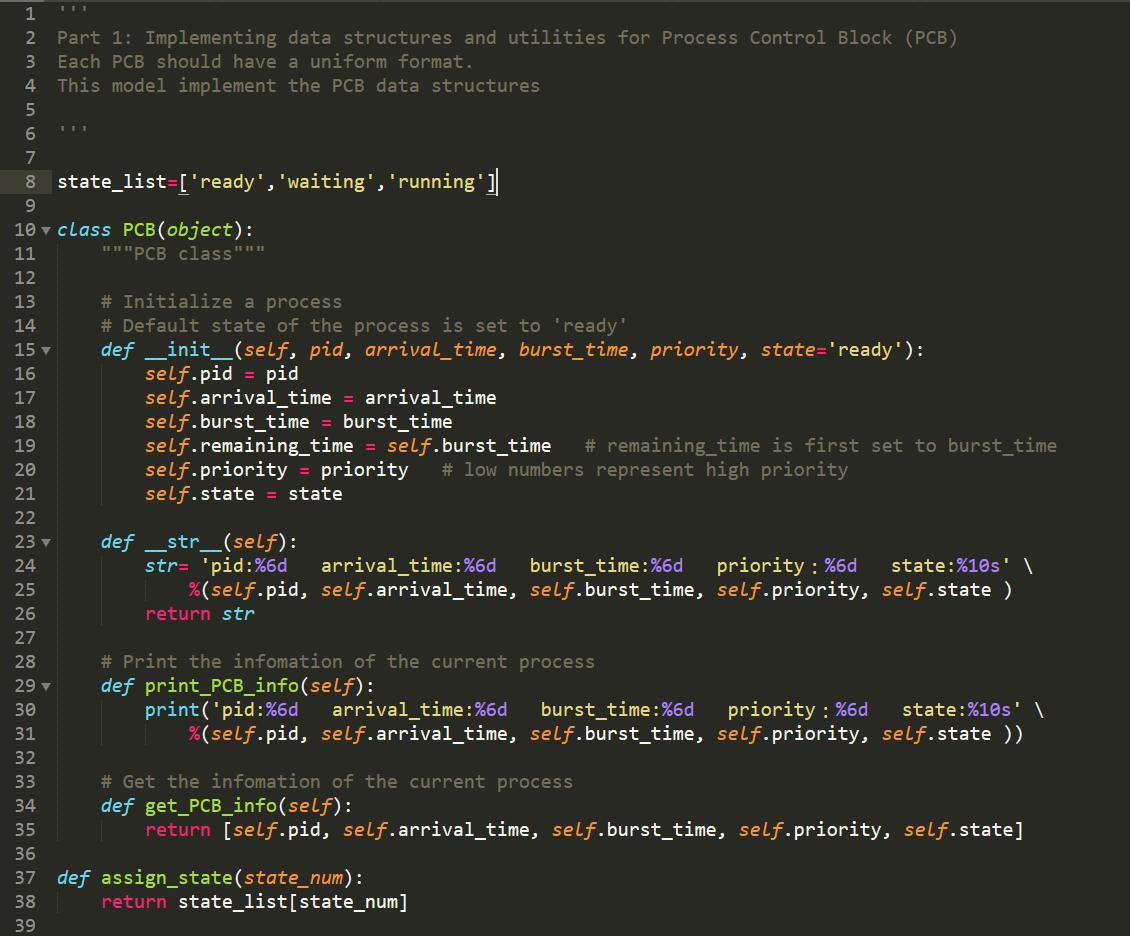 1 '''
2 Part 1: Implementing data structures and utilities for Process Control Block (PCB)
3 Each PCB should have a uniform format.
4 This model implement the PCB data structures
5
6 '''
7
8 state_list=['ready','waiting','running']
9
10 class PCB(object):
11     """PCB class"""
12
13     # Initialize a process
14     # Default state of the process is set to 'ready'
15     def __init__(self, pid, arrival_time, burst_time, priority, state='ready'):
16         self.pid = pid
17         self.arrival_time = arrival_time
18         self.burst_time = burst_time
19         self.remaining_time = self.burst_time   # remaining_time is first set to burst_time
20         self.priority = priority   # low numbers represent high priority
21         self.state = state
22
23     def __str__(self):
24         str= 'pid:%6d   arrival_time:%6d   burst_time:%6d   priority：%6d   state:%10s' \
25             %(self.pid, self.arrival_time, self.burst_time, self.priority, self.state )
26         return str
27
28     # Print the infomation of the current process
29     def print_PCB_info(self):
30         print('pid:%6d   arrival_time:%6d   burst_time:%6d   priority：%6d   state:%10s' \
31             %(self.pid, self.arrival_time, self.burst_time, self.priority, self.state ))
32
33     # Get the infomation of the current process
34     def get_PCB_info(self):
35         return [self.pid, self.arrival_time, self.burst_time, self.priority, self.state]
36
37 def assign_state(state_num):
38     return state_list[state_num]
39